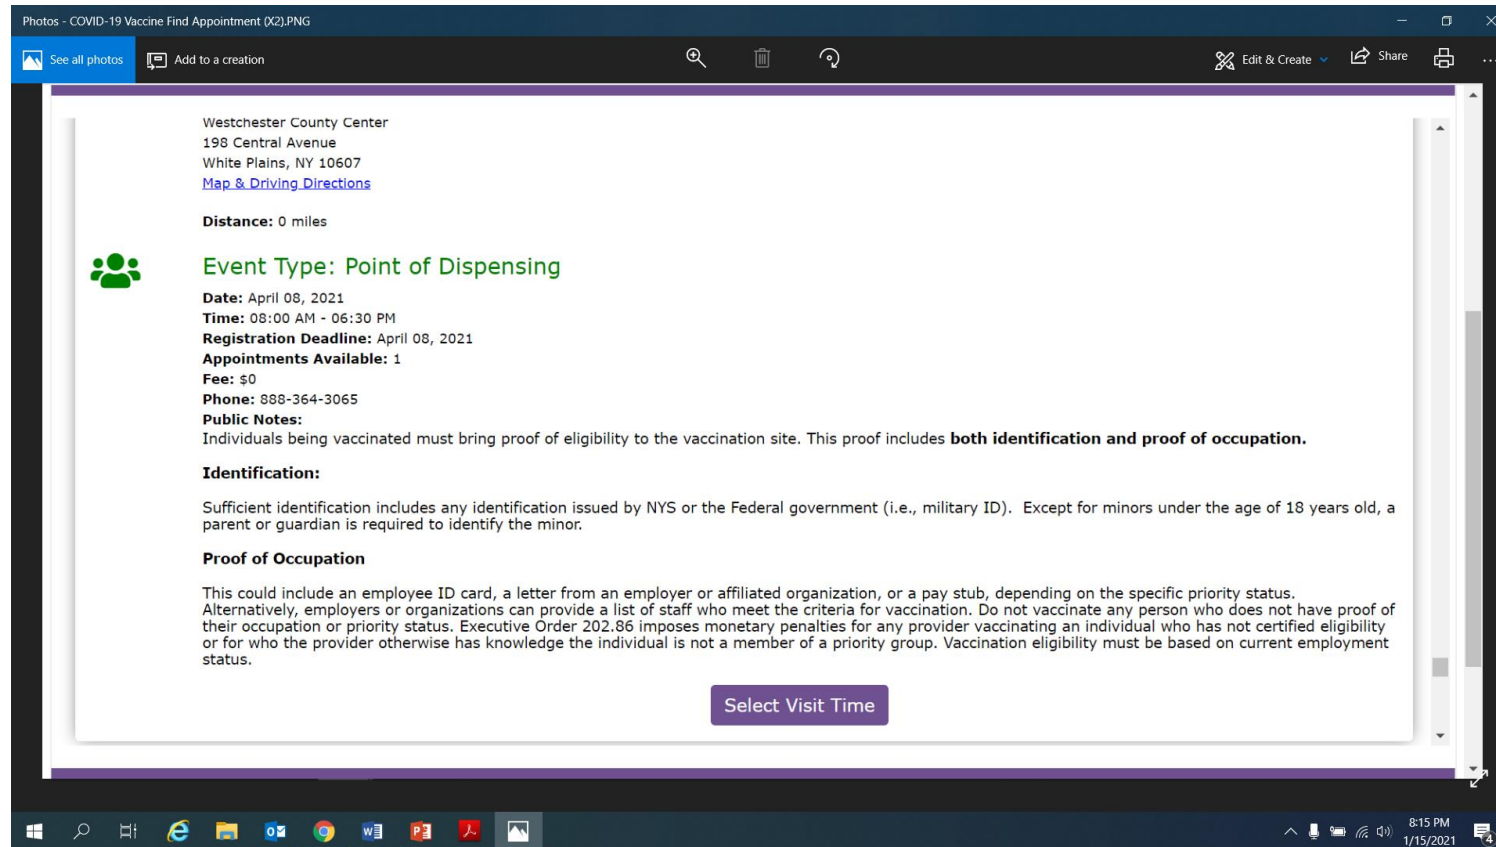 Photos - COVID-19 Vaccine Find Appointment (X2).PNG
See all photos
Add to a creation
Edit & Create
Share
Westchester County Center
198 Central Avenue
White Plains, NY 10607
Map & Driving Directions
Distance: 0 miles
Event Type: Point of Dispensing
Date: April 08, 2021
Time: 08:00 AM - 06:30 PM
Registration Deadline: April 08, 2021
Appointments Available: 1
Fee: $0
Phone: 888-364-3065
Public Notes:
Individuals being vaccinated must bring proof of eligibility to the vaccination site. This proof includes both identification and proof of occupation.
Identification:
Sufficient identification includes any identification issued by NYS or the Federal government (i.e., military ID).  Except for minors under the age of 18 years old, a
parent or guardian is required to identify the minor.
Proof of Occupation
This could include an employee ID card, a letter from an employer or affiliated organization, or a pay stub, depending on the specific priority status.
Alternatively, employers or organizations can provide a list of staff who meet the criteria for vaccination. Do not vaccinate any person who does not have proof of
their occupation or priority status. Executive Order 202.86 imposes monetary penalties for any provider vaccinating an individual who has not certified eligibility
or for who the provider otherwise has knowledge the individual is not a member of a priority group. Vaccination eligibility must be based on current employment
status.
Select Visit Time
8:15 PM
1/15/2021
4